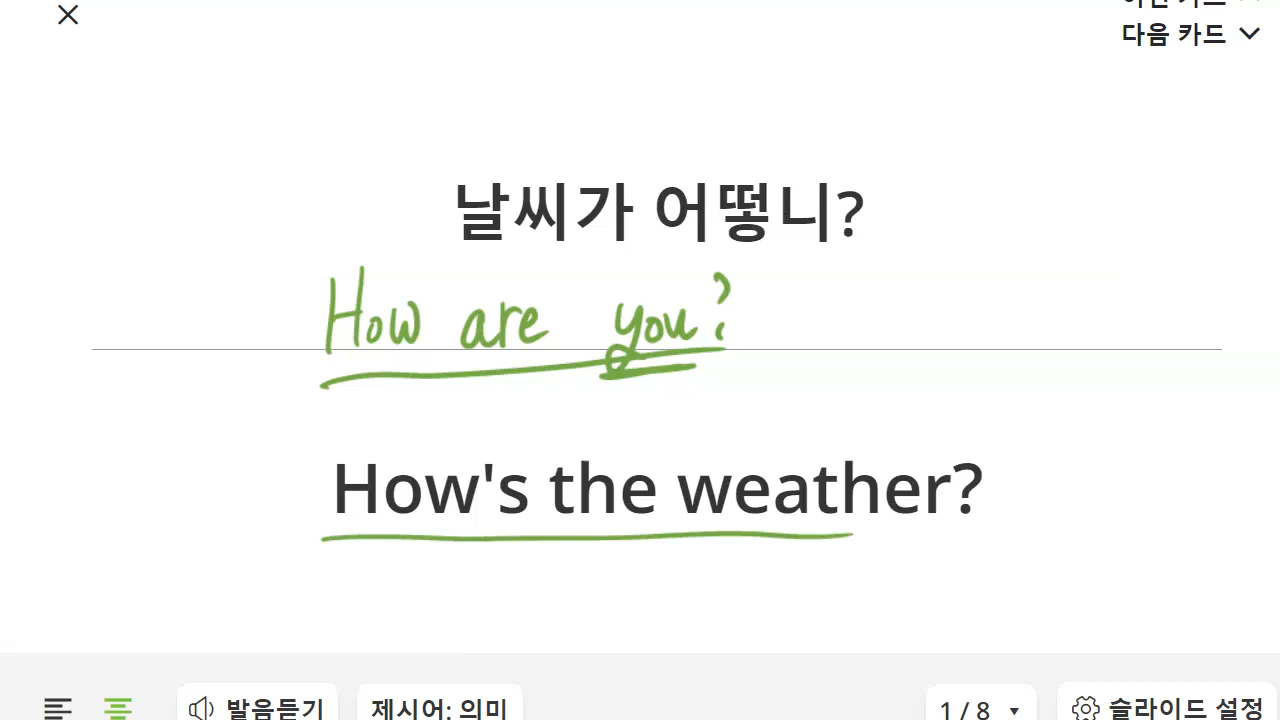 다음 카드
날씨가 어떻니?
How are you?
How's the weather?
발음듣기
제시어: 의미
1 / 8
슬라이드 설정